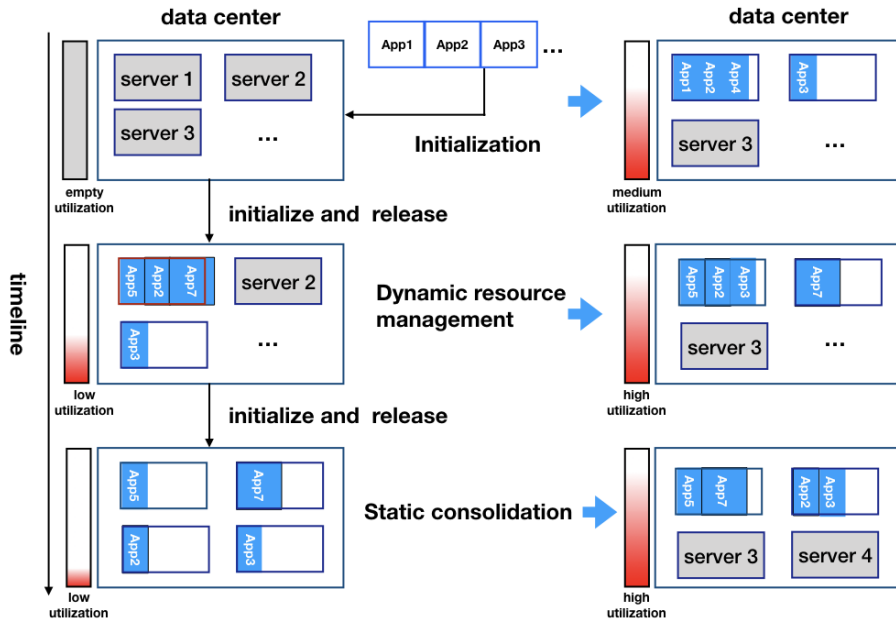 data center
data center
App1
App2
App3
...
server 1
server 2
server 3
...
Initialization
App1
App2
App4
App3
server 3
...
empty
utilization
medium
utilization
initialize and  release
timeline
App5
App2
App7
server 2
App3
...
Dynamic resource
management
App5
App2
App3
App7
server 3
...
low
utilization
high
utilization
initialize and  release
App5
App7
App2
App3
Static consolidation
App5
App7
App2
App3
server 3
server 4
low
utilization
high
utilization